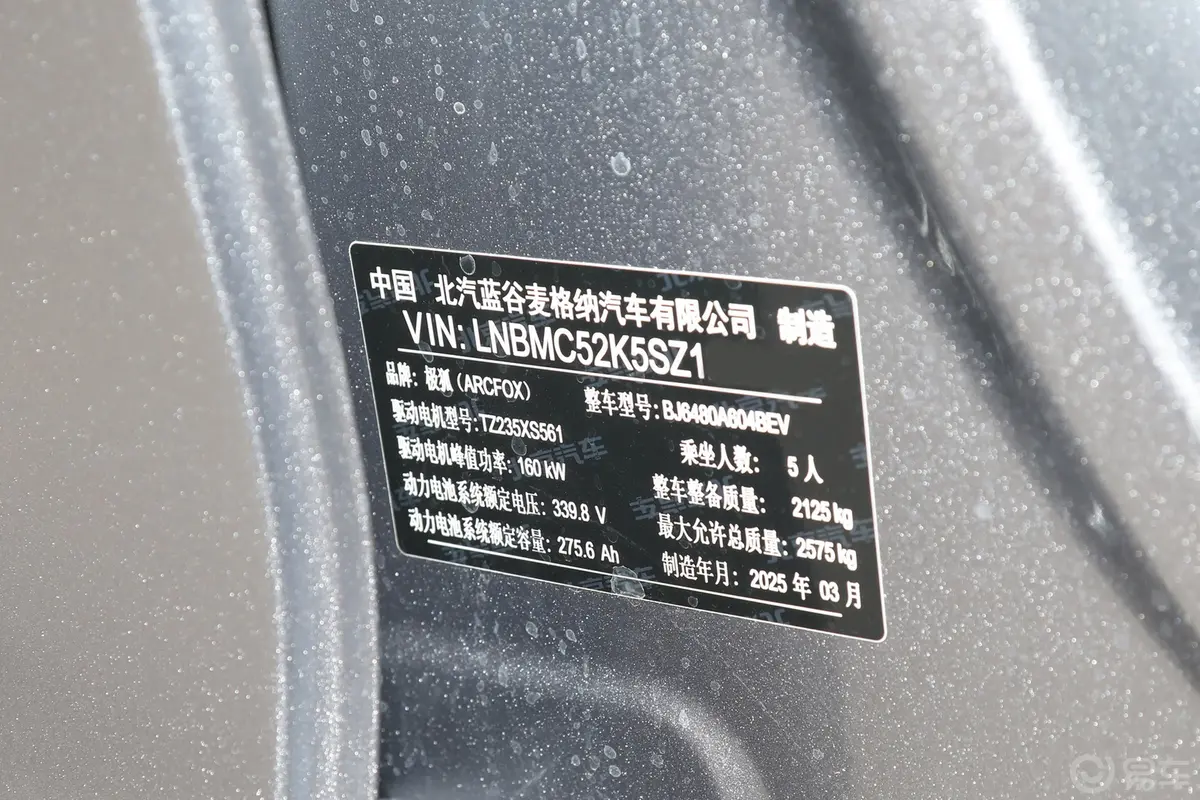 中国 北汽蓝谷麦格纳汽车有限公司 制造
VIN: LNBMC52K5SZ1
品牌: 极狐 (ARCFOX) 整车型号: BJ6480A604BEV
驱动电机型号: TZ235XS561 乘坐人数: 5 人
驱动电机峰值功率: 160 kW 整车整备质量: 2125 kg
动力电池系统额定电压: 339.8 V 最大允许总质量: 2575 kg
动力电池系统额定容量: 275.6 Ah 制造年月: 2025 年 03 月
易车